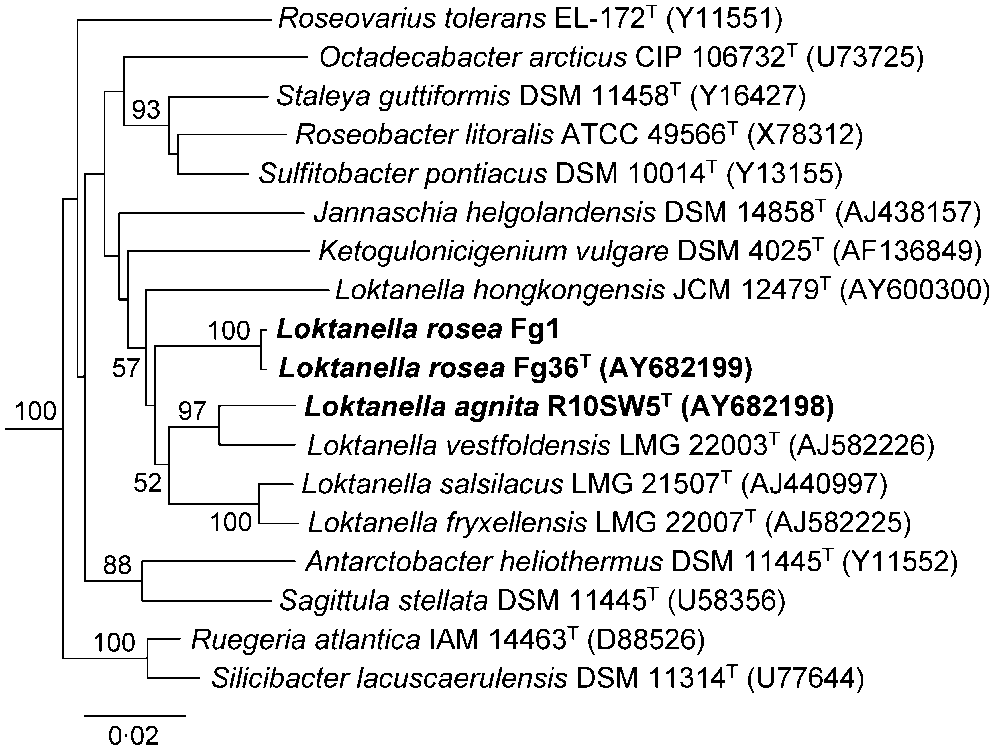 Roseovarius tolerans EL-172ᵀ (Y11551)
Octadecabacter arcticus CIP 106732ᵀ (U73725)
93
Staleya guttiformis DSM 11458ᵀ (Y16427)
Roseobacter litoralis ATCC 49566ᵀ (X78312)
Sulfitobacter pontiacus DSM 10014ᵀ (Y13155)
Jannaschia helgolandensis DSM 14858ᵀ (AJ438157)
Ketogulonicigenium vulgare DSM 4025ᵀ (AF136849)
Loktanella hongkongensis JCM 12479ᵀ (AY600300)
100
Loktanella rosea Fg1
57
Loktanella rosea Fg36ᵀ (AY682199)
100
97
Loktanella agnita R10SW5ᵀ (AY682198)
Loktanella vestfoldensis LMG 22003ᵀ (AJ582226)
52
Loktanella salsilacus LMG 21507ᵀ (AJ440997)
100
Loktanella fryxellensis LMG 22007ᵀ (AJ582225)
88
Antarctobacter heliothermus DSM 11445ᵀ (Y11552)
Sagittula stellata DSM 11445ᵀ (U58356)
100
Ruegeria atlantica IAM 14463ᵀ (D88526)
Silicibacter lacuscaerulensis DSM 11314ᵀ (U77644)
0·02